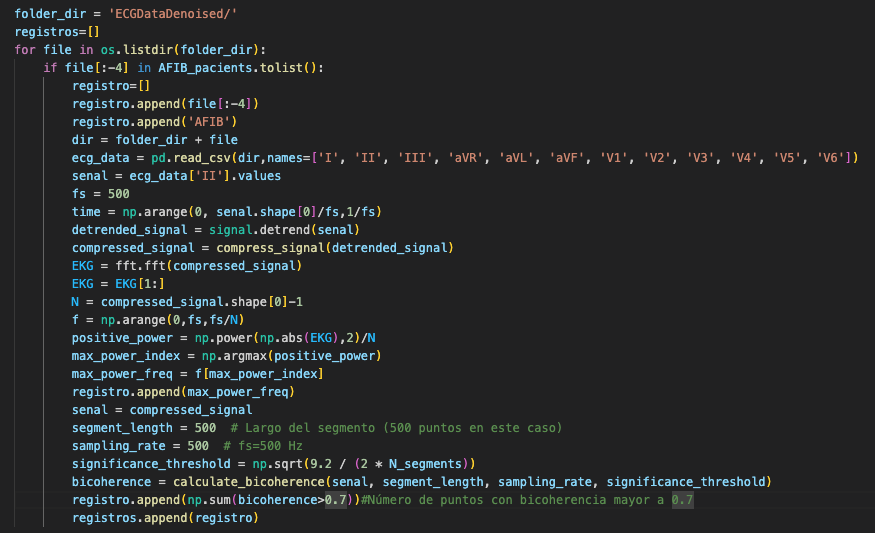 folder_dir = 'ECGDataDenoised/'
registros=[]
for file in os.listdir(folder_dir):
    if file[:-4] in AFIB_pacients.tolist():
        registro=[]
        registro.append(file[:-4])
        registro.append('AFIB')
        dir = folder_dir + file
        ecg_data = pd.read_csv(dir,names=['I', 'II', 'III', 'aVR', 'aVL', 'aVF', 'V1', 'V2', 'V3', 'V4', 'V5', 'V6'])
        senal = ecg_data['II'].values
        fs = 500
        time = np.arange(0, senal.shape[0]/fs,1/fs)
        detrended_signal = signal.detrend(senal)
        compressed_signal = compress_signal(detrended_signal)
        EKG = fft.fft(compressed_signal)
        EKG = EKG[1:]
        N = compressed_signal.shape[0]-1
        f = np.arange(0,fs,fs/N)
        positive_power = np.power(np.abs(EKG),2)/N
        max_power_index = np.argmax(positive_power)
        max_power_freq = f[max_power_index]
        registro.append(max_power_freq)
        senal = compressed_signal
        segment_length = 500  # Largo del segmento (500 puntos en este caso)
        sampling_rate = 500  # fs=500 Hz
        significance_threshold = np.sqrt(9.2 / (2 * N_segments))
        bicoherence = calculate_bicoherence(senal, segment_length, sampling_rate, significance_threshold)
        registro.append(np.sum(bicoherence>0.7))#Número de puntos con bicoherencia mayor a 0.7
        registros.append(registro)